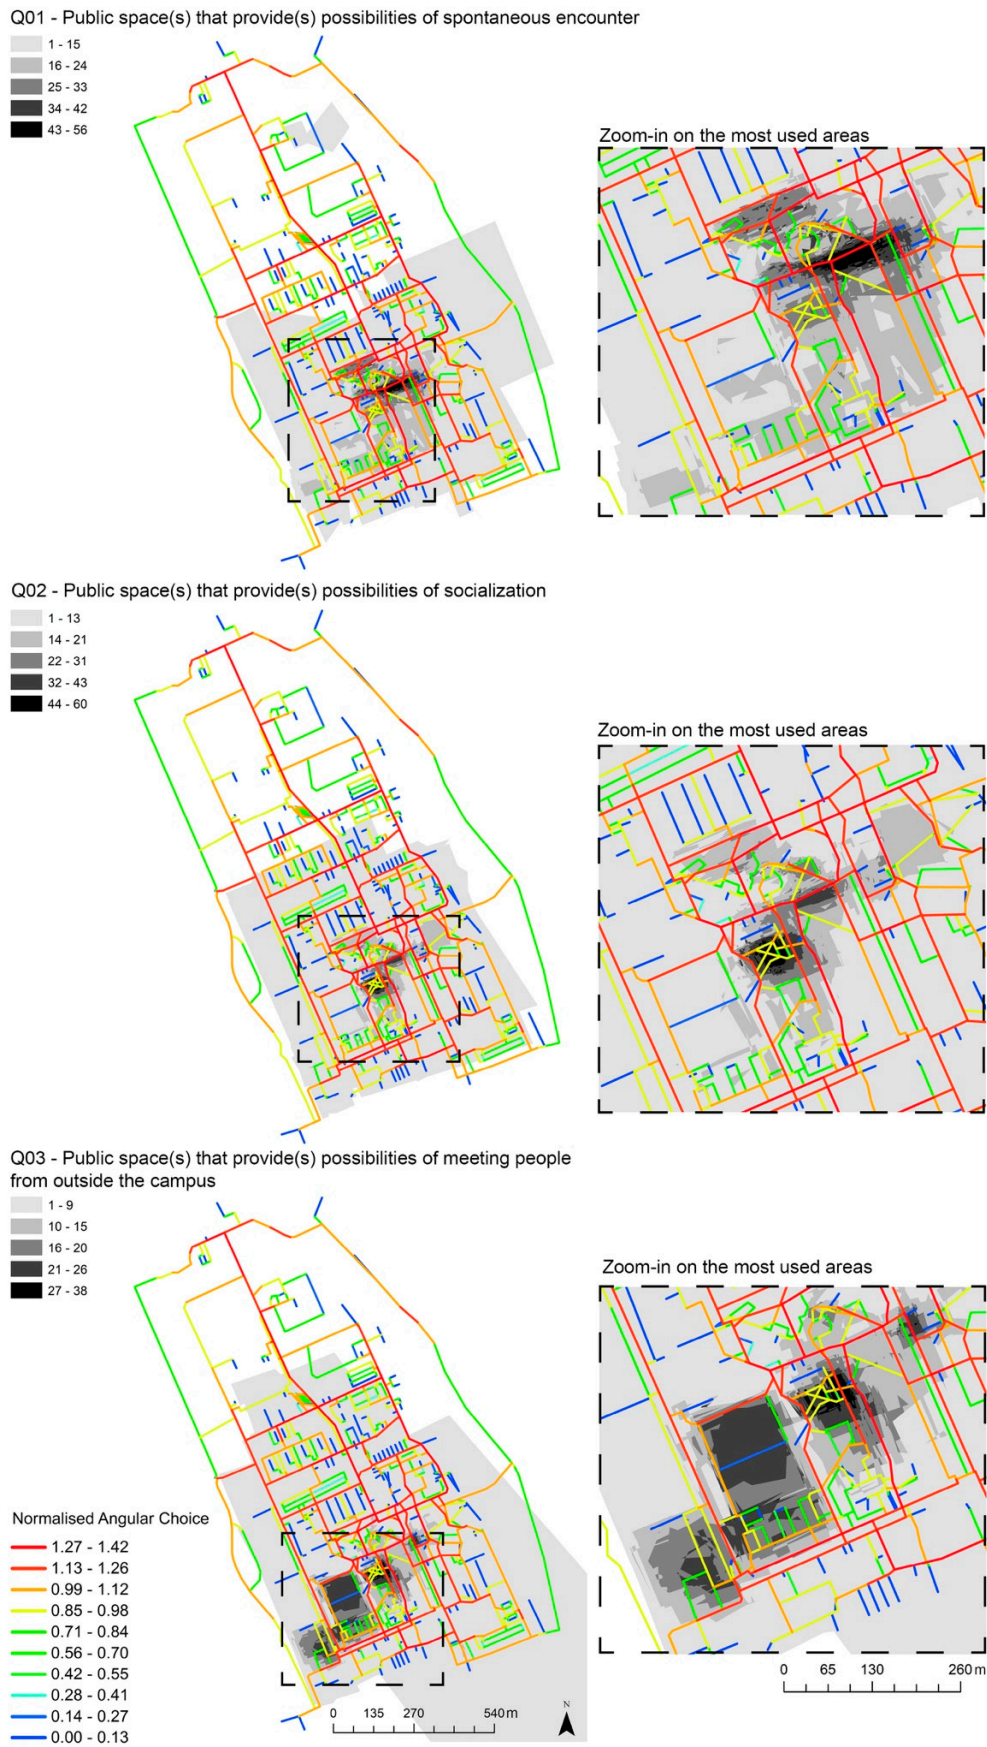 Q01 - Public space(s) that provide(s) possibilities of spontaneous encounter
1 - 15
16 - 24
25 - 33
34 - 42
43 - 56
Zoom-in on the most used areas
Q02 - Public space(s) that provide(s) possibilities of socialization
1 - 13
14 - 21
22 - 31
32 - 43
44 - 60
Zoom-in on the most used areas
Q03 - Public space(s) that provide(s) possibilities of meeting people
from outside the campus
1 - 9
10 - 15
16 - 20
21 - 26
27 - 38
Zoom-in on the most used areas
Normalised Angular Choice
1.27 - 1.42
1.13 - 1.26
0.99 - 1.12
0.85 - 0.98
0.71 - 0.84
0.56 - 0.70
0.42 - 0.55
0.28 - 0.41
0.14 - 0.27
0.00 - 0.13
0 135 270 540 m
N
0 65 130 260 m